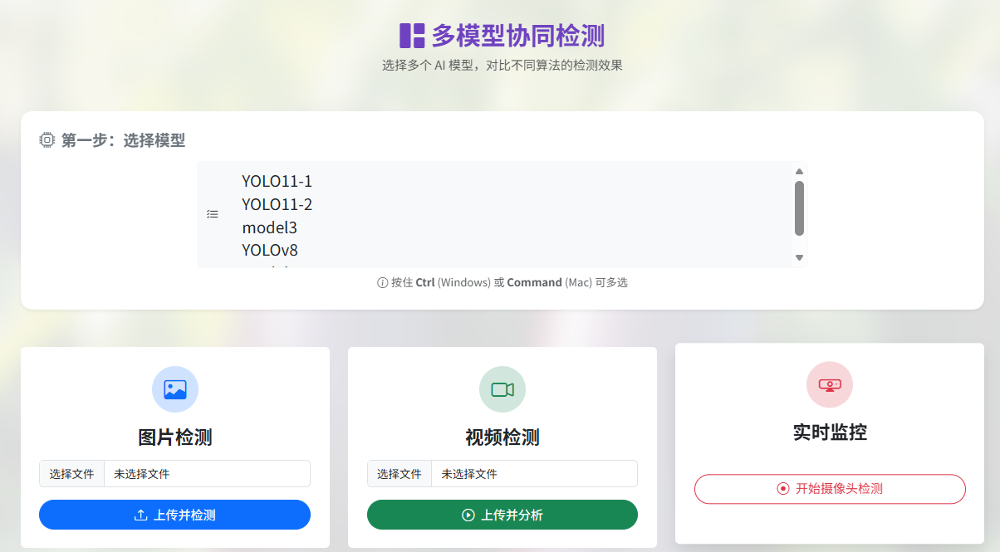 多模型协同检测
选择多个 AI 模型，对比不同算法的检测效果
第一步：选择模型
YOLO11-1
YOLO11-2
model3
YOLOv8
按住 Ctrl (Windows) 或 Command (Mac) 可多选
图片检测
选择文件 未选择文件
上传并检测
视频检测
选择文件 未选择文件
上传并分析
实时监控
开始摄像头检测